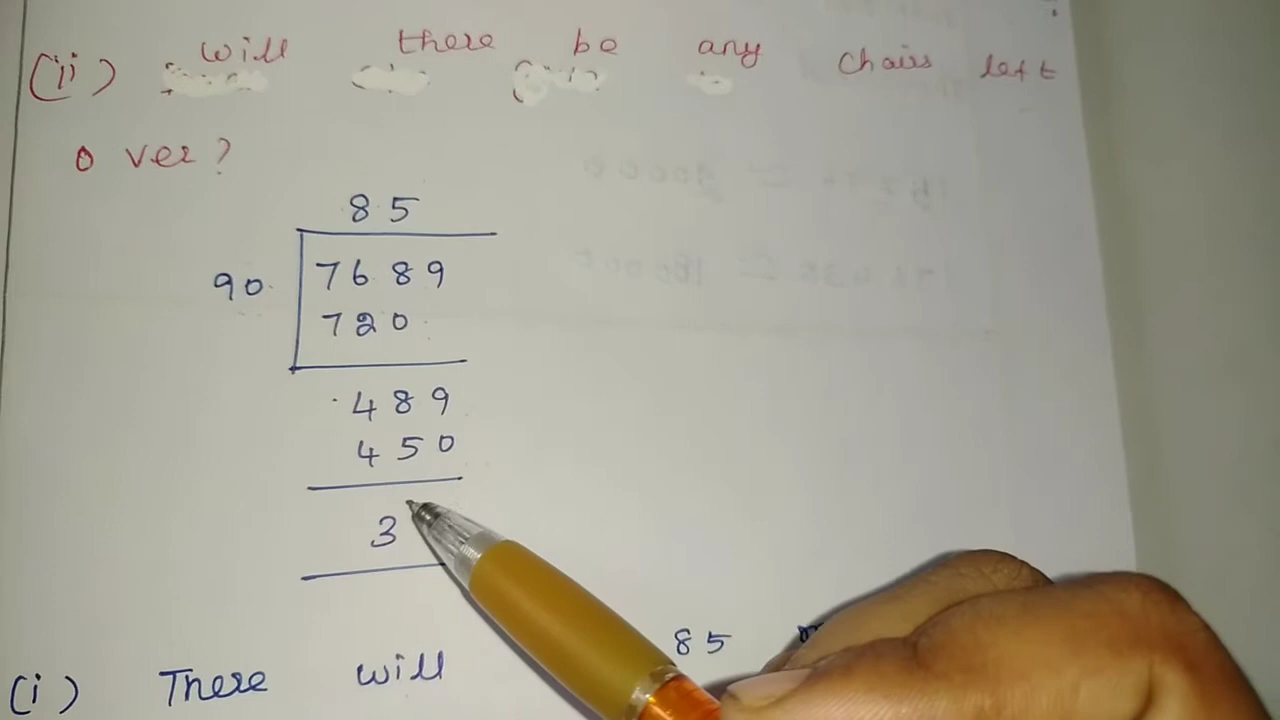 (ii) will there be any chairs left
over?
85
90 7689
720
489
450
3
(i) There will 85